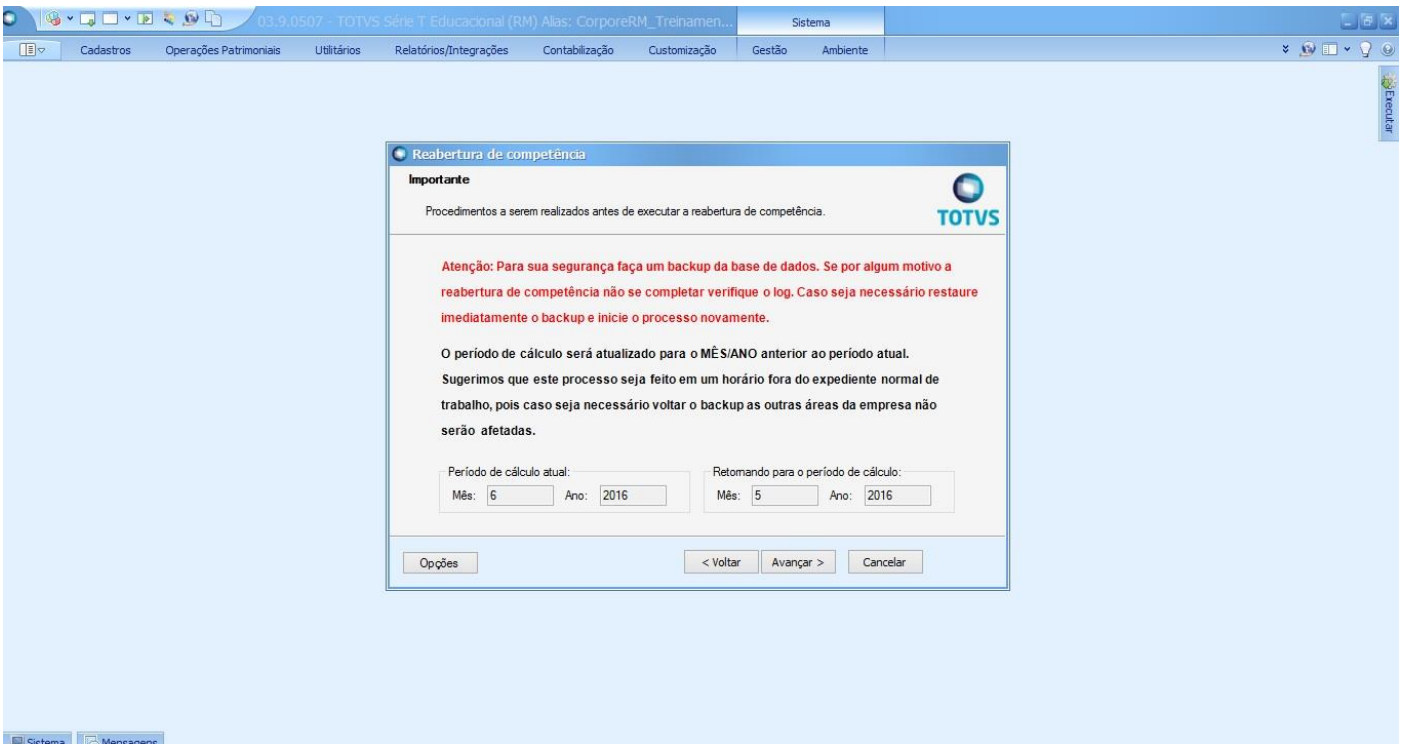 03.9.0507 - TOTVS Série T Educacional (RM) Alias: CorporeRM_Treinamen...
Sistema
Cadastros Operações Patrimoniais Utilitários Relatórios/Integrações Contabilização Customização Gestão Ambiente
Executar
Reabertura de competência
Importante
Procedimentos a serem realizados antes de executar a reabertura de competência.
TOTVS
Atenção: Para sua segurança faça um backup da base de dados. Se por algum motivo a
reabertura de competência não se completar verifique o log. Caso seja necessário restaure
imediatamente o backup e inicie o processo novamente.
O período de cálculo será atualizado para o MÊS/ANO anterior ao período atual.
Sugerimos que este processo seja feito em um horário fora do expediente normal de
trabalho, pois caso seja necessário voltar o backup as outras áreas da empresa não
serão afetadas.
Período de cálculo atual: Retornando para o período de cálculo:
Mês: 6 Ano: 2016 Mês: 5 Ano: 2016
Opções < Voltar Avançar > Cancelar
Sistema Mensagens